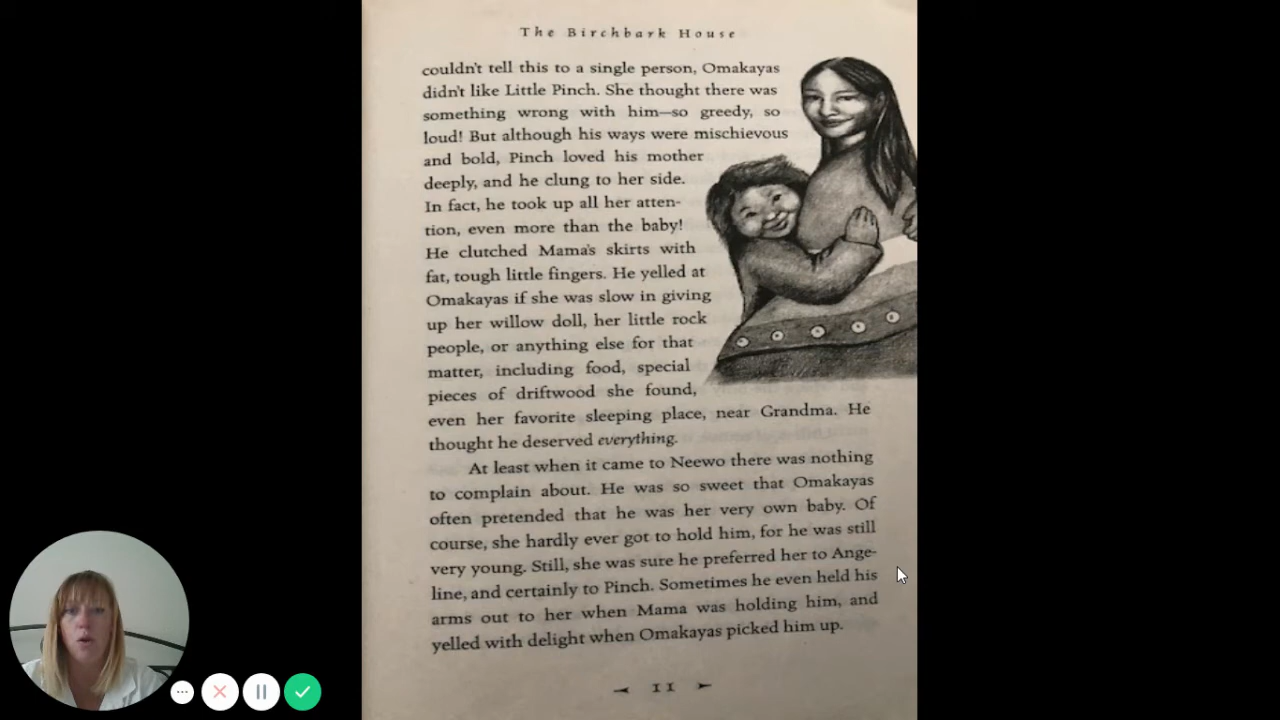 The Birchbark House
couldn't tell this to a single person, Omakayas
didn't like Little Pinch. She thought there was
something wrong with him—so greedy, so
loud! But although his ways were mischievous
and bold, Pinch loved his mother
deeply, and he clung to her side.
In fact, he took up all her atten-
tion, even more than the baby!
He clutched Mama's skirts with
fat, tough little fingers. He yelled at
Omakayas if she was slow in giving
up her willow doll, her little rock
people, or anything else for that
matter, including food, special
pieces of driftwood she found,
even her favorite sleeping place, near Grandma. He
thought he deserved everything.
At least when it came to Neewo there was nothing
to complain about. He was so sweet that Omakayas
often pretended that he was her very own baby. Of
course, she hardly ever got to hold him, for he was still
very young. Still, she was sure he preferred her to Ange-
line, and certainly to Pinch. Sometimes he even held his
arms out to her when Mama was holding him, and
yelled with delight when Omakayas picked him up.
11